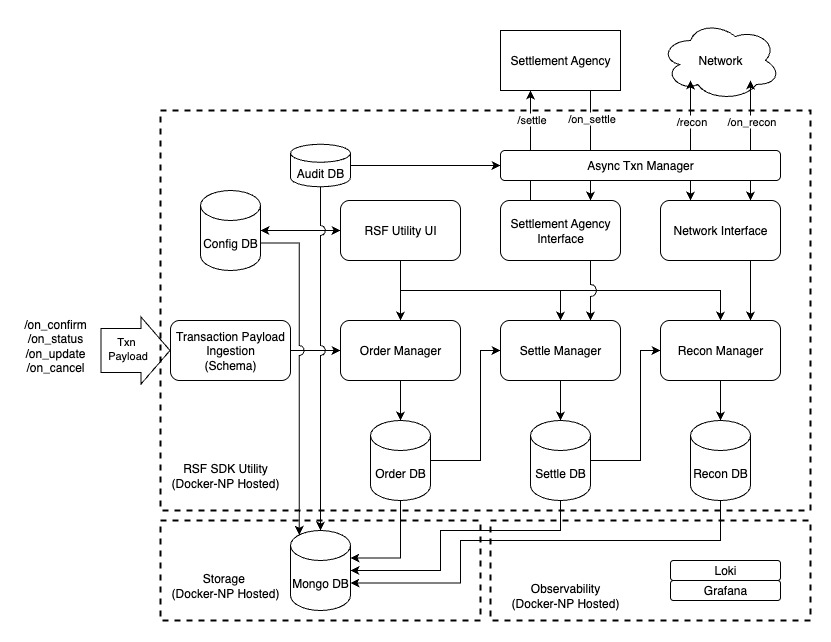 Settlement Agency
Network
/settle
/on_settle
/recon
/on_recon
Audit DB
Async Txn Manager
Config DB
RSF Utility UI
Settlement Agency
Interface
Network Interface
/on_confirm
/on_status
/on_update
/on_cancel
Txn
Payload
Transaction Payload
Ingestion
(Schema)
Order Manager
Settle Manager
Recon Manager
Order DB
Settle DB
Recon DB
RSF SDK Utility
(Docker-NP Hosted)
Storage
(Docker-NP Hosted)
Mongo DB
Observability
(Docker-NP Hosted)
Loki
Grafana